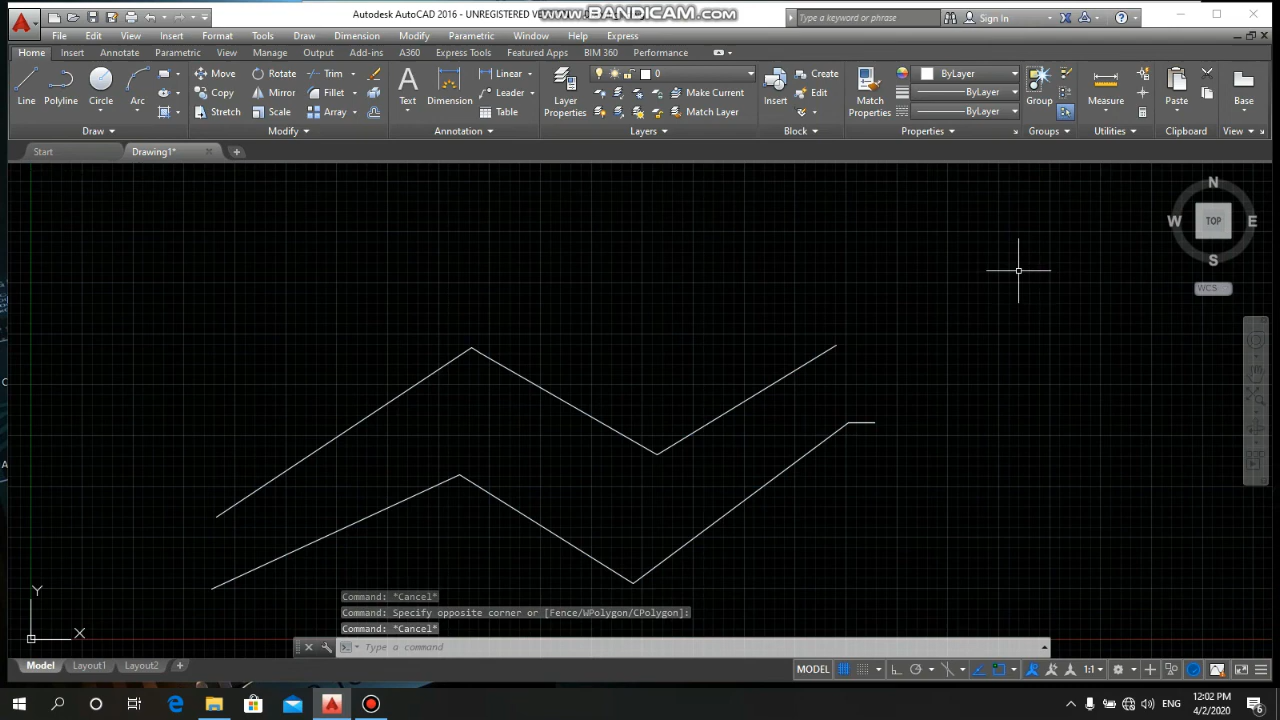 Autodesk AutoCAD 2016 - UNREGISTERED VE
www.BANDICAM.com
Type a keyword or phrase
Sign In
File Edit View Insert Format Tools Draw Dimension Modify Parametric Window Help Express
Home Insert Annotate Parametric View Manage Output Add-ins A360 Express Tools Featured Apps BIM 360 Performance
Move Rotate Trim Linear 0 Create ByLayer
Copy Mirror Fillet Leader Make Current Edit ByLayer
Line Polyline Circle Arc Text Dimension Layer Properties Insert Match Properties Group Measure Paste Base
Stretch Scale Array Table Match Layer ByLayer
Draw Modify Annotation Layers Block Properties Groups Utilities Clipboard View
Start Drawing1*
N
W TOP E
S
WCS
Y
X
Command: *Cancel*
Command: Specify opposite corner or [Fence/WPolygon/CPolygon]:
Command: *Cancel*
Type a command
Model Layout1 Layout2 MODEL 1:1
12:02 PM
4/2/2020
6